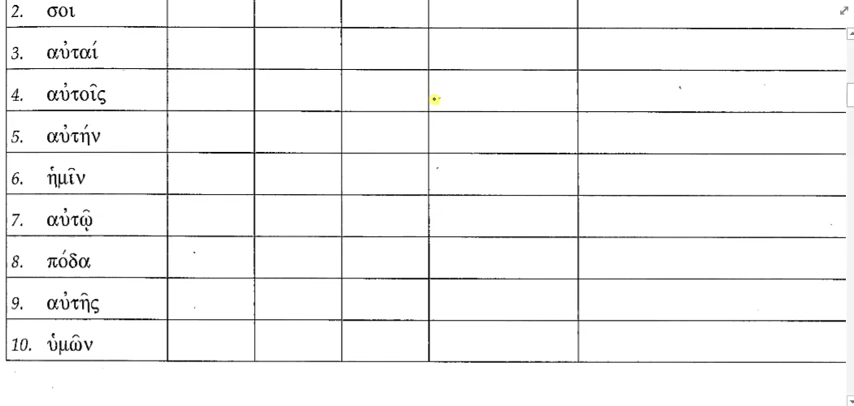 2. σοι
3. αὐταί
4. αὐτοῖς
5. αὐτήν
6. ἡμῖν
7. αὐτῷ
8. πόδα
9. αὐτῆς
10. ὑμῶν